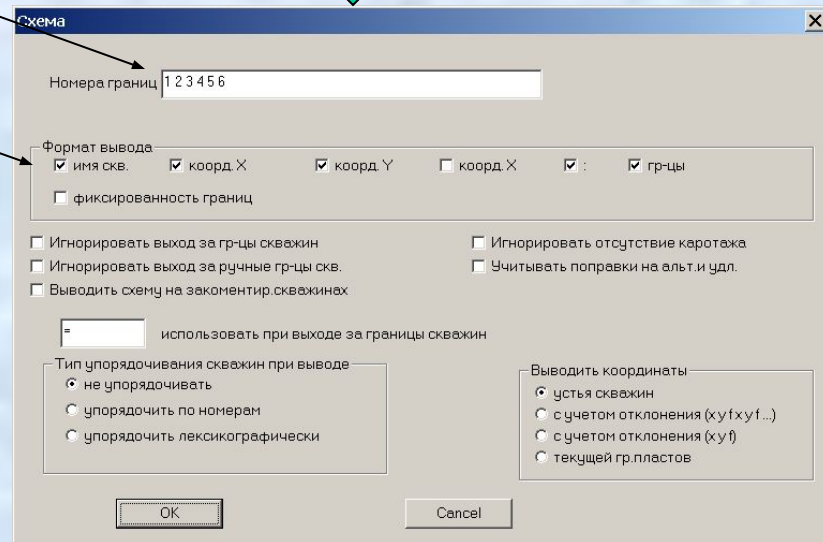 Схема
Номера границ 1 2 3 4 5 6
Формат вывода
имя скв. коорд. X коорд. Y коорд. X : гр-цы
фиксированность границ
Игнорировать выход за гр-цы скважин Игнорировать отсутствие каротажа
Игнорировать выход за ручные гр-цы скв. Учитывать поправки на альт.и удл.
Выводить схему на закоментир.скважинах
= использовать при выходе за границы скважин
Тип упорядочивания скважин при выводе
не упорядочивать
упорядочить по номерам
упорядочить лексикографически
Выводить координаты
устья скважин
с учетом отклонения (x y f x y f ...)
с учетом отклонения (x y f)
текущей гр.пластов
OK Cancel